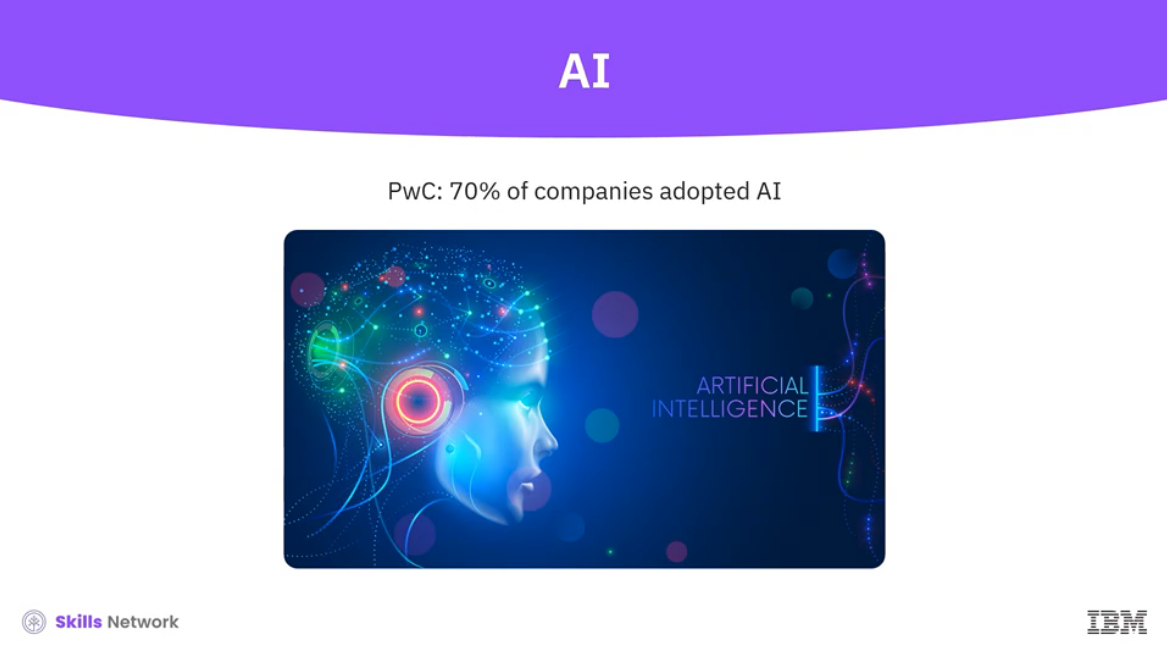 AI
PwC: 70% of companies adopted AI
ARTIFICIAL
INTELLIGENCE
Skills Network
IBM